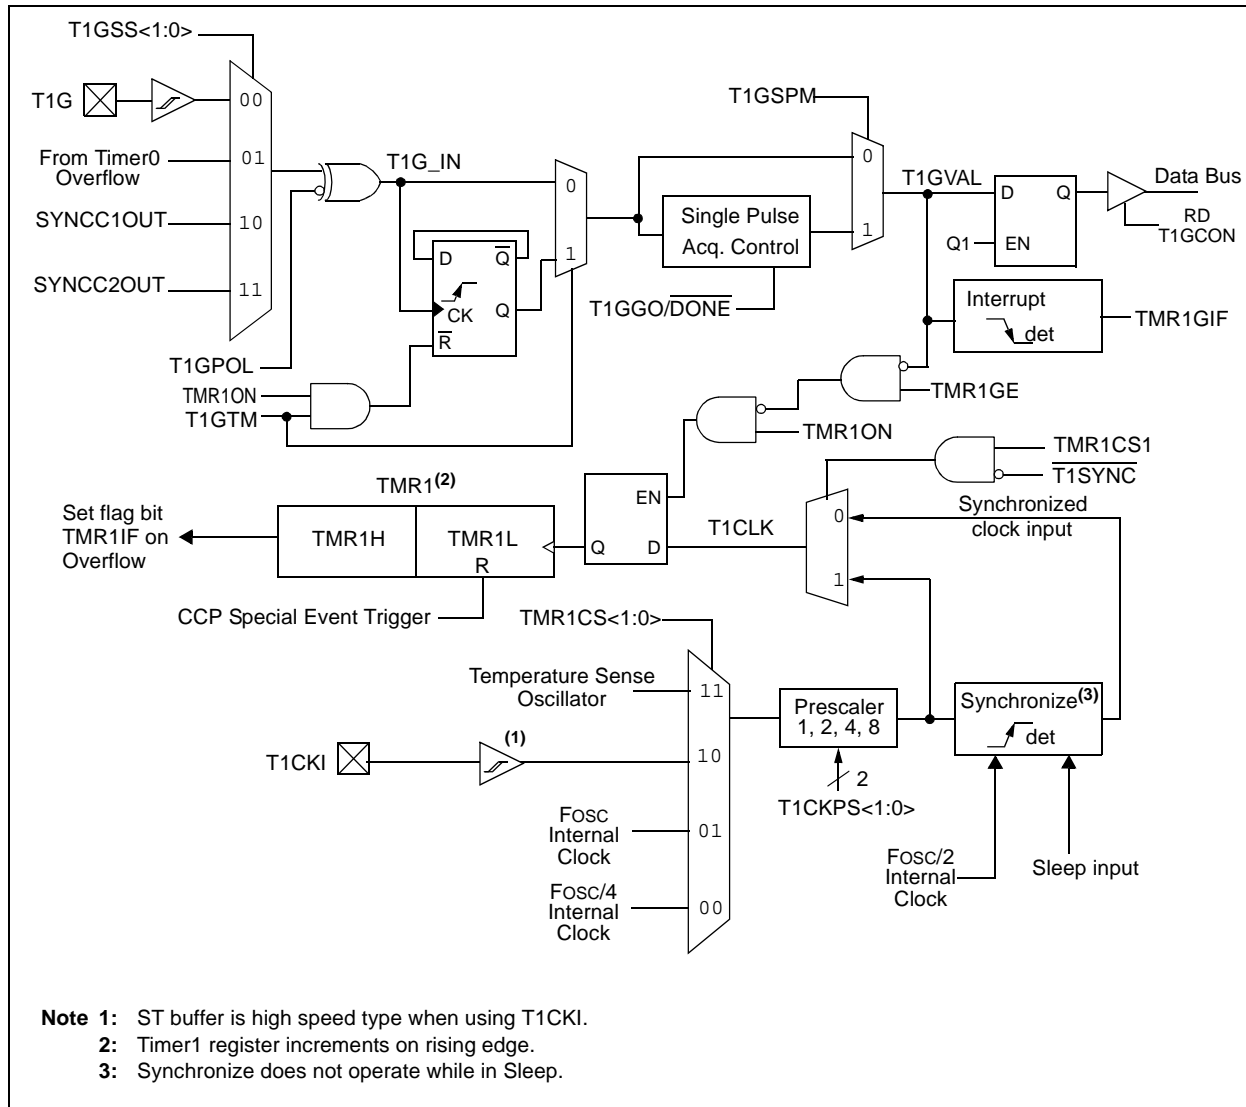 T1GSS<1:0>
T1G
00
T1GSPM
From Timer0
Overflow
01
T1G_IN
0
0
T1GVAL
D
Q
Data Bus
SYNCC1OUT
10
Single Pulse
Acq. Control
1
RD
T1GCON
Q1
EN
D
Q
1
SYNCC2OUT
11
CK
Q
R
T1GGO/DONE
Interrupt
det
TMR1GIF
T1GPOL
TMR1ON
T1GTM
TMR1GE
TMR1ON
TMR1CS1
T1SYNC
TMR1(2)
Set flag bit
TMR1IF on
Overflow
TMR1H
TMR1L
R
EN
Q
D
T1CLK
0
1
Synchronized
clock input
CCP Special Event Trigger
TMR1CS<1:0>
Temperature Sense
Oscillator
11
Prescaler
1, 2, 4, 8
Synchronize(3)
det
T1CKI
(1)
10
2
T1CKPS<1:0>
FOSC
Internal
Clock
01
FOSC/2
Internal
Clock
Sleep input
FOSC/4
Internal
Clock
00
Note 1: ST buffer is high speed type when using T1CKI.
2: Timer1 register increments on rising edge.
3: Synchronize does not operate while in Sleep.